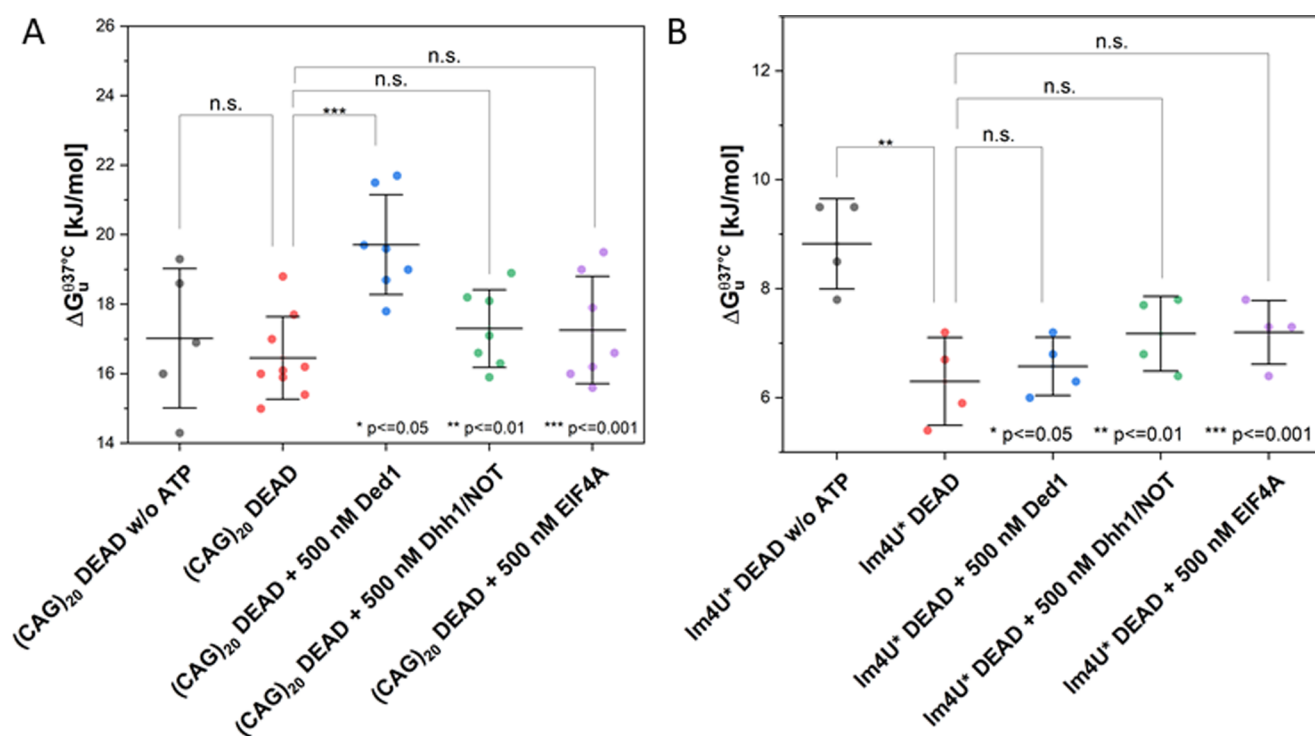 A
ΔGu^θ37°C [kJ/mol]
26
24
22
20
18
16
14
n.s.
n.s.
n.s.
***
* p<=0.05 ** p<=0.01 *** p<=0.001
(CAG)20 DEAD w/o ATP
(CAG)20 DEAD
(CAG)20 DEAD + 500 nM Ded1
(CAG)20 DEAD + 500 nM Dhh1/NOT
(CAG)20 DEAD + 500 nM EIF4A
B
ΔGu^θ37°C [kJ/mol]
12
10
8
6
n.s.
n.s.
n.s.
**
* p<=0.05 ** p<=0.01 *** p<=0.001
Im4U* DEAD w/o ATP
Im4U* DEAD
Im4U* DEAD + 500 nM Ded1
Im4U* DEAD + 500 nM Dhh1/NOT
Im4U* DEAD + 500 nM EIF4A